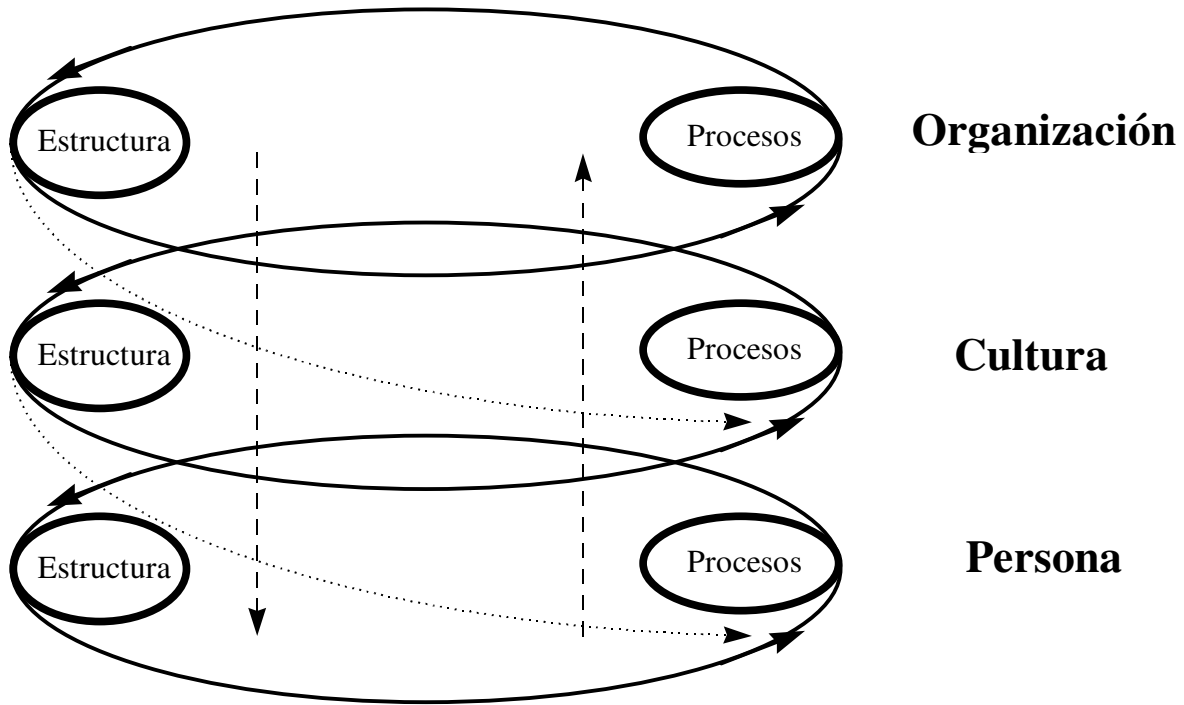 Estructura
Procesos
Organización
Estructura
Procesos
Cultura
Estructura
Procesos
Persona